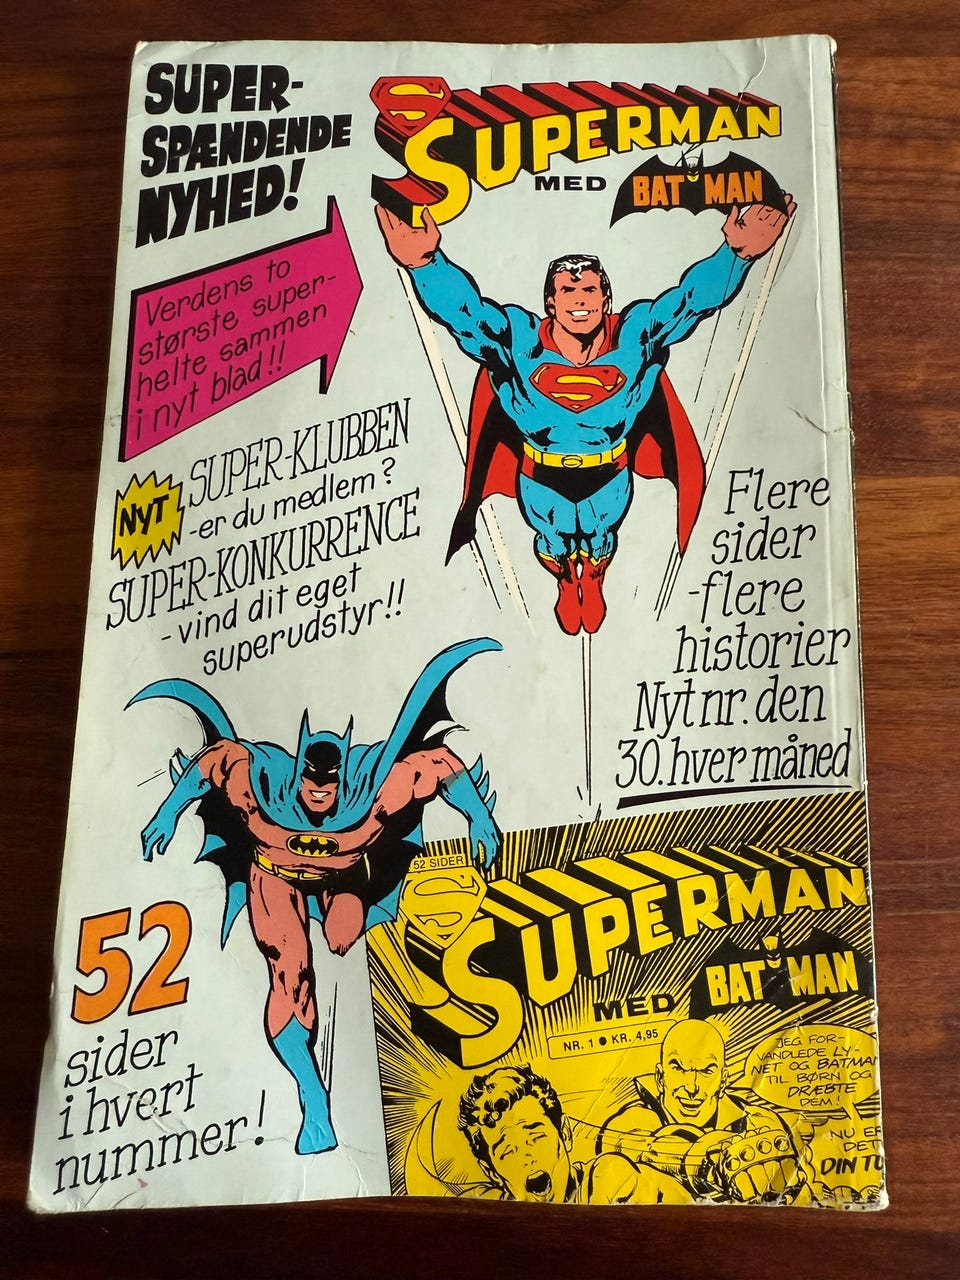 SUPER-
SPÆNDENDE
NYHED!
SUPERMAN
MED
BATMAN
Verdens to
største super-
helte sammen
i nyt blad!!
NYT
SUPER-KLUBBEN
-er du medlem?
SUPER-KONKURRENCE
-vind dit eget
superudstyr!!
Flere
sider
-flere
historier
Nyt nr. den
30. hver måned
52
sider
i hvert
nummer!
52 SIDER
SUPERMAN
MED
BATMAN
NR. 1 ● KR. 4,95
JEG FOR-
VANDLEDE LY-
NET OG BATMAN
TIL BØRN OG
DRÆBTE
DEM!
NU ER
DET
DIN TU